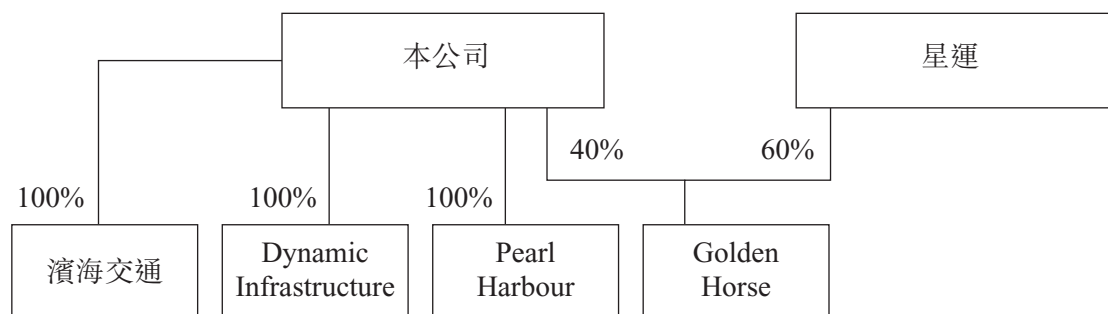 本公司
星運
40%
60%
100%
100%
100%
濱海交通
Dynamic
Infrastructure
Pearl
Harbour
Golden
Horse